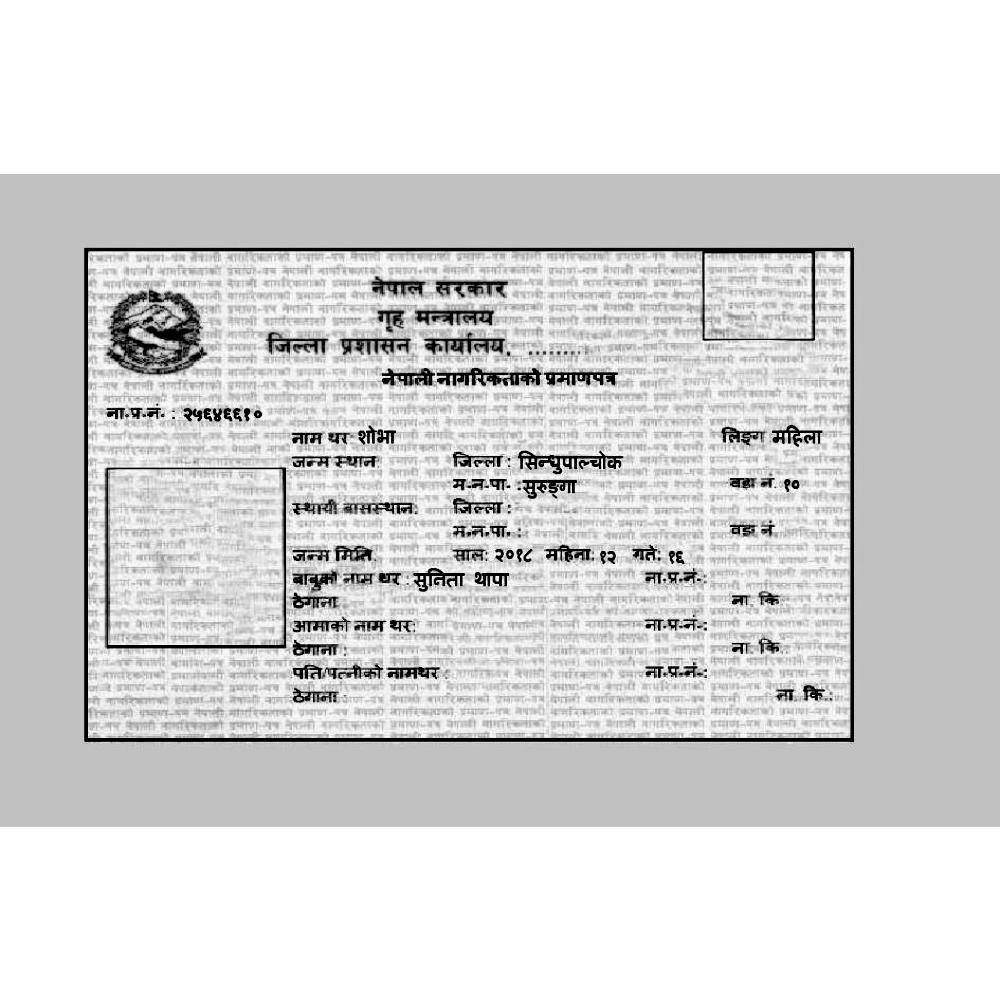 नेपाल सरकार
गृह मन्त्रालय
जिल्ला प्रशासन कार्यालय, .........
नेपाली नागरिकताको प्रमाणपत्र
ना.प्र.नं. : २५६४६६१०
नाम थर शोभा लिङ्ग महिला
जन्म स्थान: जिल्ला : सिन्धुपाल्चोक
म.न.पा. : सुरुङ्गा वडा नं. १०
स्थायी बासस्थान: जिल्ला :
म.न.पा. : वडा नं
जन्म मिति साल: २०१८ महिना: १२ गते: १६
बाबुको नाम थर : सुनिता थापा ना.प्र.नं.:
ठेगाना ना. कि.
आमाको नाम थर: ना.प्र.नं.:
ठेगाना : ना. कि.:
पति/पत्नीको नामथर : ना.प्र.नं.:
ठेगाना : ना. कि.: